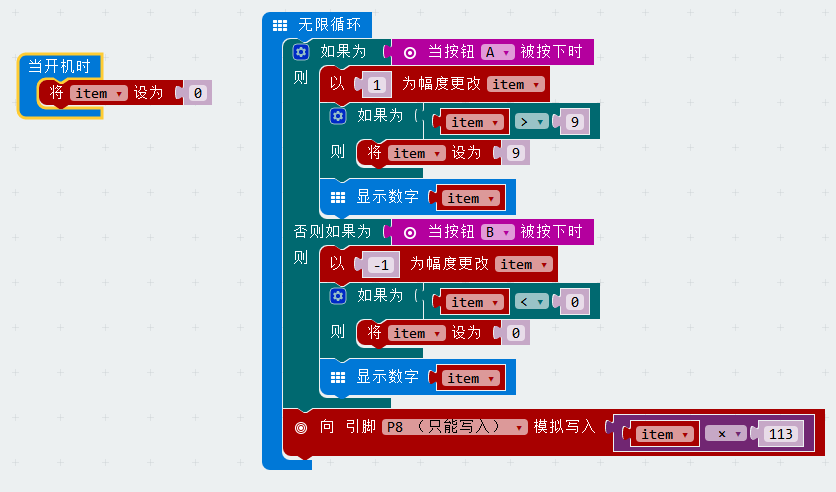 当开机时
将 item 设为 0
无限循环
如果为 当按钮 A 被按下时
则 以 1 为幅度更改 item
如果为 item > 9
则 将 item 设为 9
显示数字 item
否则如果为 当按钮 B 被按下时
则 以 -1 为幅度更改 item
如果为 item < 0
则 将 item 设为 0
显示数字 item
向 引脚 P8 （只能写入） 模拟写入 item × 113